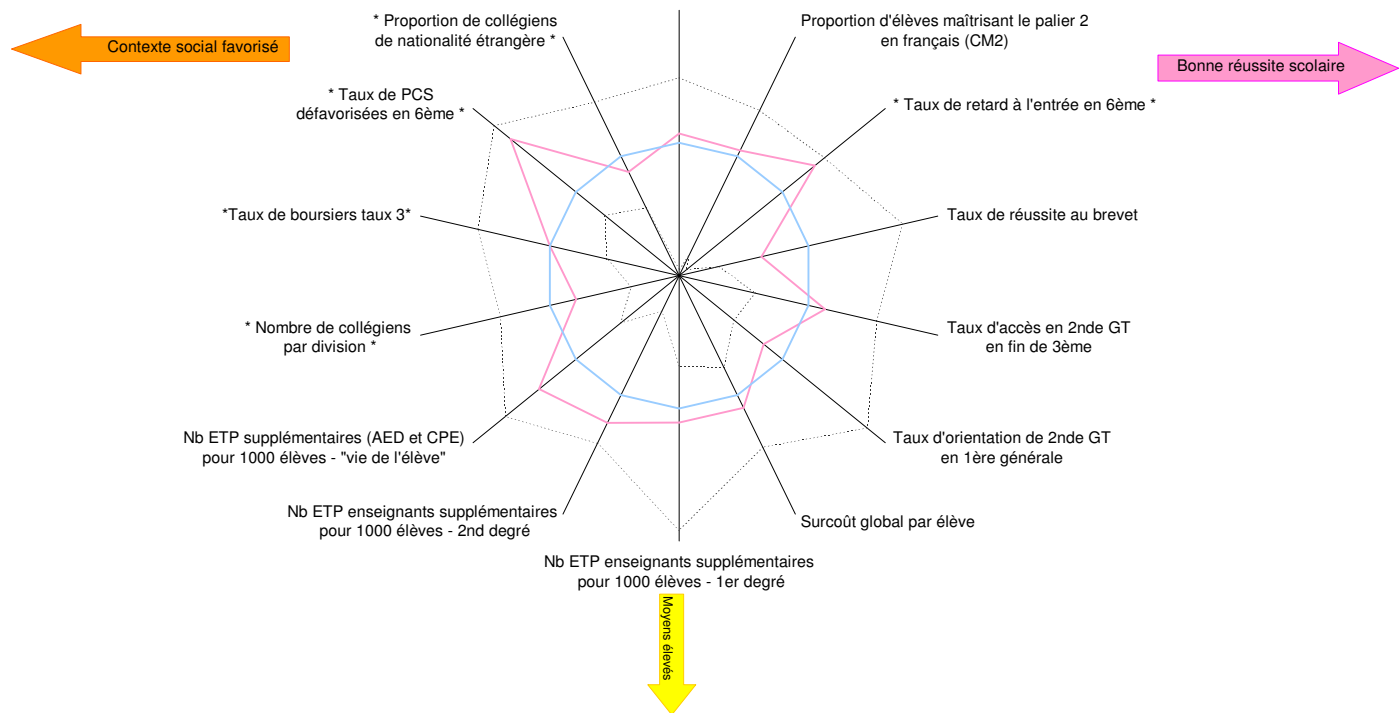 Contexte social favorisé
* Proportion de collégiens
de nationalité étrangère *
Proportion d'élèves maîtrisant le palier 2
en français (CM2)
Bonne réussite scolaire
* Taux de PCS
défavorisées en 6ème *
* Taux de retard à l'entrée en 6ème *
*Taux de boursiers taux 3*
Taux de réussite au brevet
* Nombre de collégiens
par division *
Taux d'accès en 2nde GT
en fin de 3ème
Nb ETP supplémentaires (AED et CPE)
pour 1000 élèves - "vie de l'élève"
Taux d'orientation de 2nde GT
en 1ère générale
Nb ETP enseignants supplémentaires
pour 1000 élèves - 2nd degré
Surcoût global par élève
Nb ETP enseignants supplémentaires
pour 1000 élèves - 1er degré
Moyens élevés